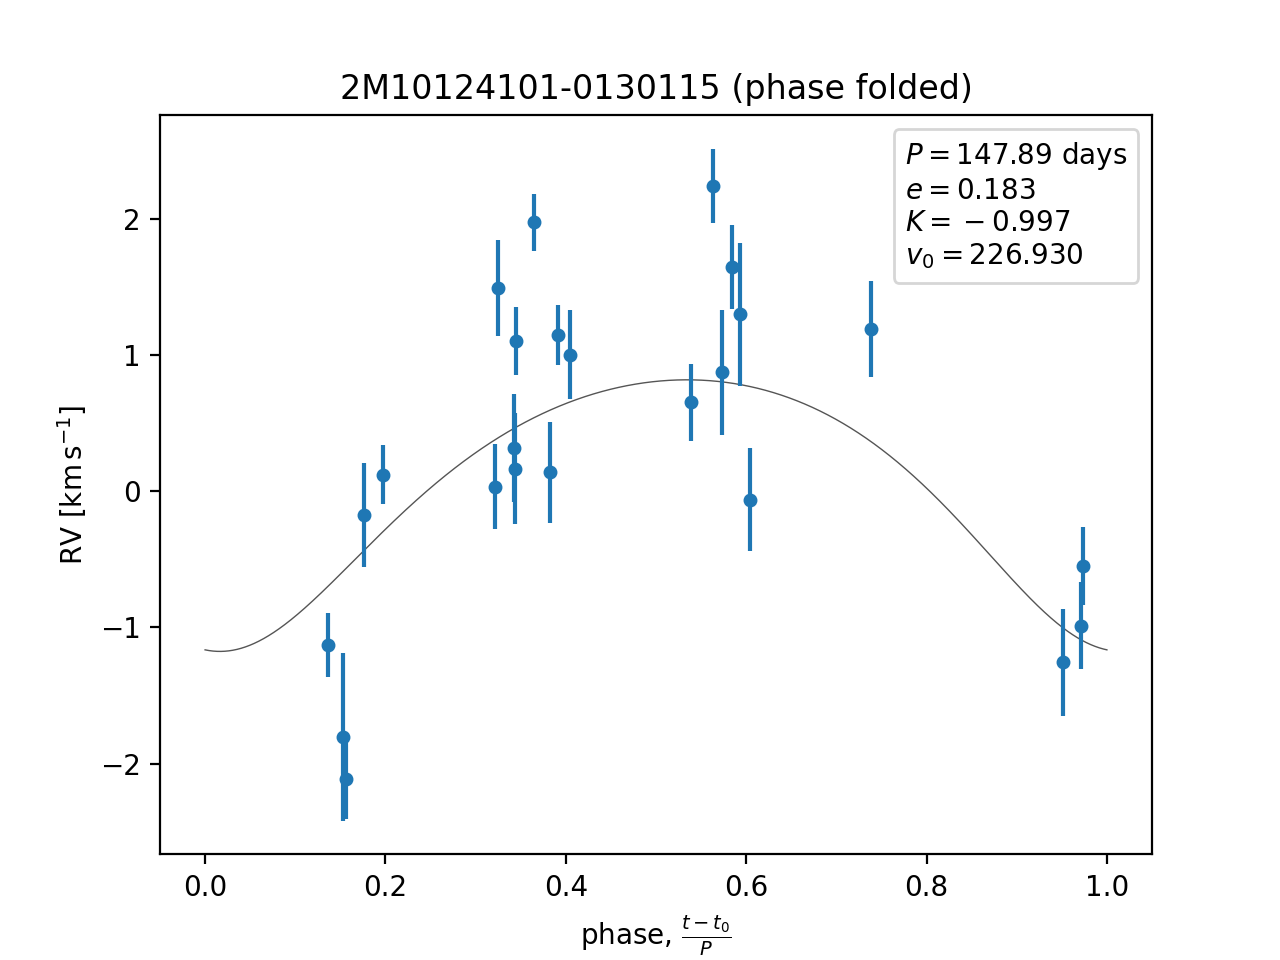 2M10124101-0130115 (phase folded)
P = 147.89 days
e = 0.183
K = −0.997
v₀ = 226.930
2
1
0
−1
−2
RV [km s⁻¹]
0.0 0.2 0.4 0.6 0.8 1.0
phase, (t − t₀)/P